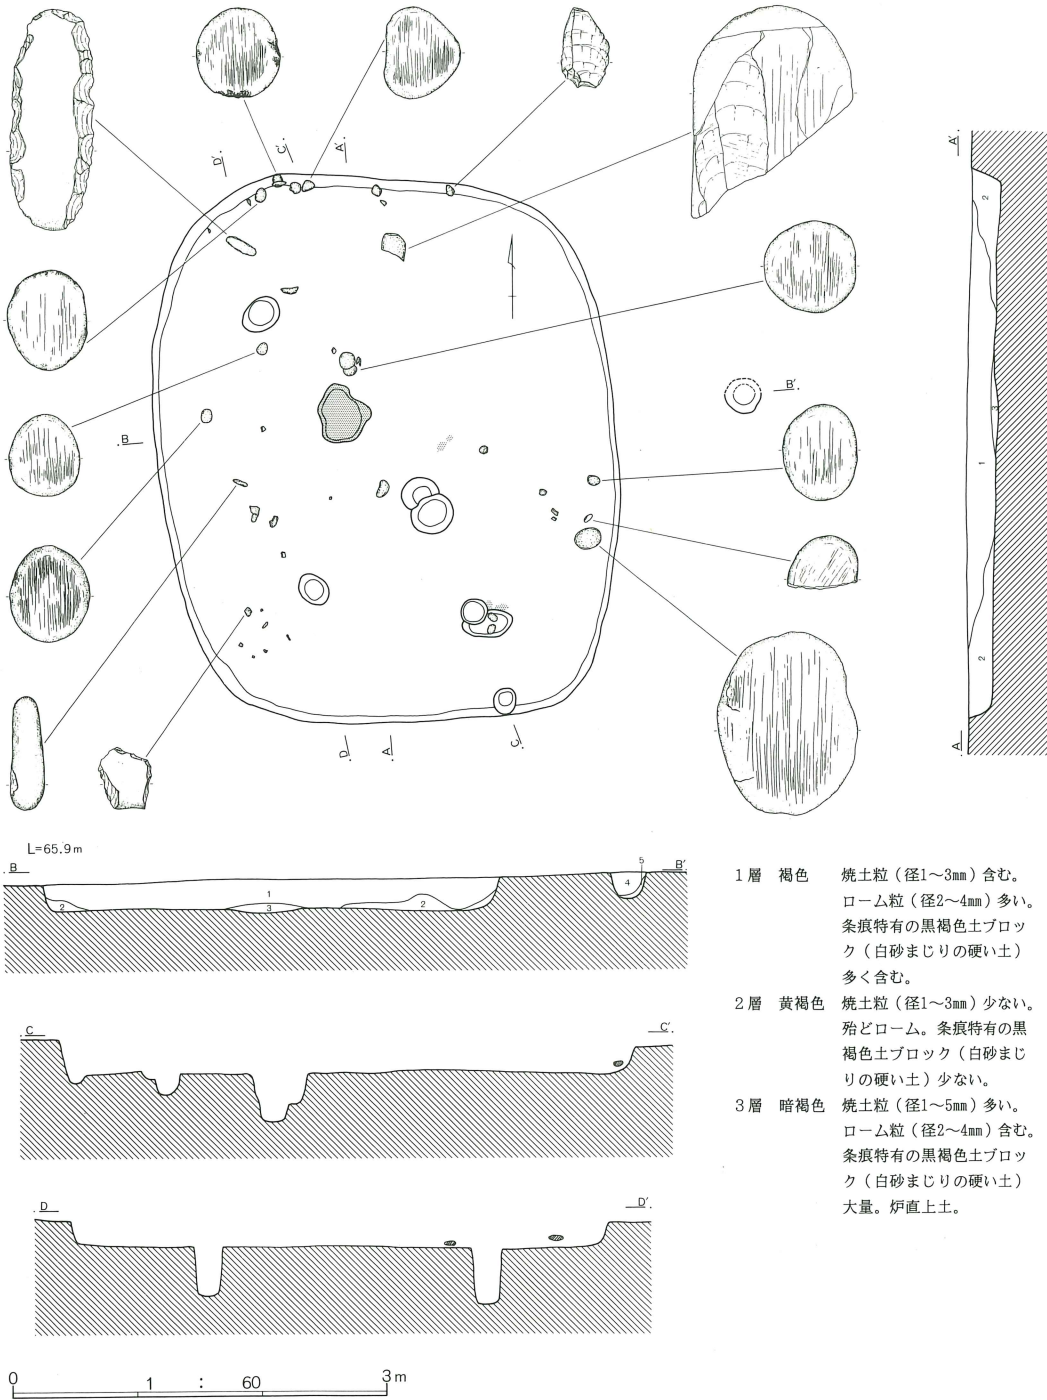 D′.
C′.
A′.
A′.
2
B′.
.B
3
1
2
D.
A.
C.
A.
L=65.9m
.B
B′
5
4
1
2
3
2
1層 褐色 焼土粒（径1～3㎜）含む。
ローム粒（径2～4㎜）多い。
条痕特有の黒褐色土ブロッ
ク（白砂まじりの硬い土）
多く含む。
2層 黄褐色 焼土粒（径1～3㎜）少ない。
殆どローム。条痕特有の黒
褐色土ブロック（白砂まじ
りの硬い土）少ない。
3層 暗褐色 焼土粒（径1～5㎜）多い。
ローム粒（径2～4㎜）含む。
条痕特有の黒褐色土ブロッ
ク（白砂まじりの硬い土）
大量。炉直上土。
.C
C′.
.D
D′.
0 1 : 60 3m